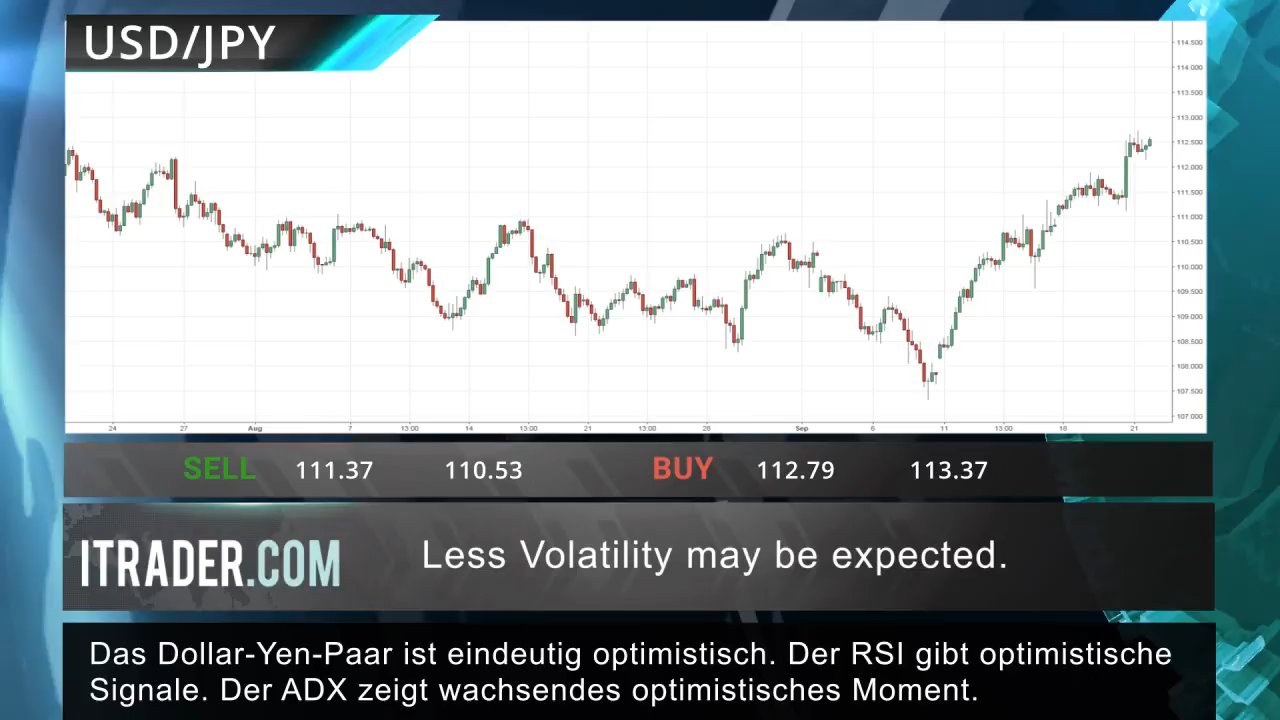 USD/JPY
114.500
114.000
113.500
113.000
112.500
112.000
111.500
111.000
110.500
110.000
109.500
109.000
108.500
108.000
107.500
107.000
24 27 Aug 7 13:00 14 13:00 21 13:00 28 Sep 6 11 13:00 18 21
SELL 111.37 110.53 BUY 112.79 113.37
ITRADER.COM Less Volatility may be expected.
Das Dollar-Yen-Paar ist eindeutig optimistisch. Der RSI gibt optimistische
Signale. Der ADX zeigt wachsendes optimistisches Moment.